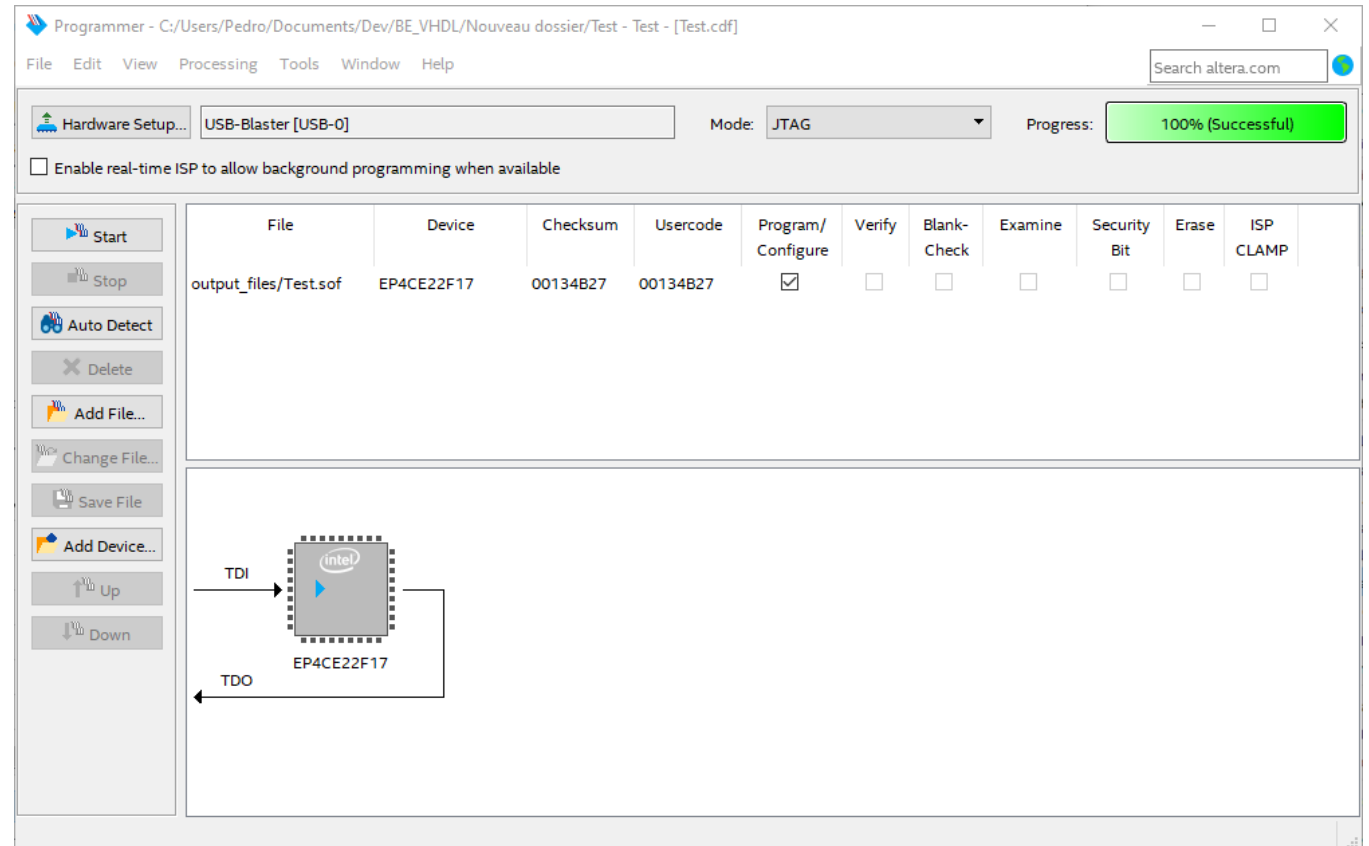 Programmer - C:/Users/Pedro/Documents/Dev/BE_VHDL/Nouveau dossier/Test - Test - [Test.cdf]
File Edit View Processing Tools Window Help
Search altera.com
Hardware Setup... USB-Blaster [USB-0] Mode: JTAG Progress: 100% (Successful)
Enable real-time ISP to allow background programming when available
Start
Stop
Auto Detect
Delete
Add File...
Change File...
Save File
Add Device...
Up
Down
File Device Checksum Usercode Program/ Verify Blank- Examine Security Erase ISP
Configure Check Bit CLAMP
output_files/Test.sof EP4CE22F17 00134B27 00134B27
intel
TDI
EP4CE22F17
TDO